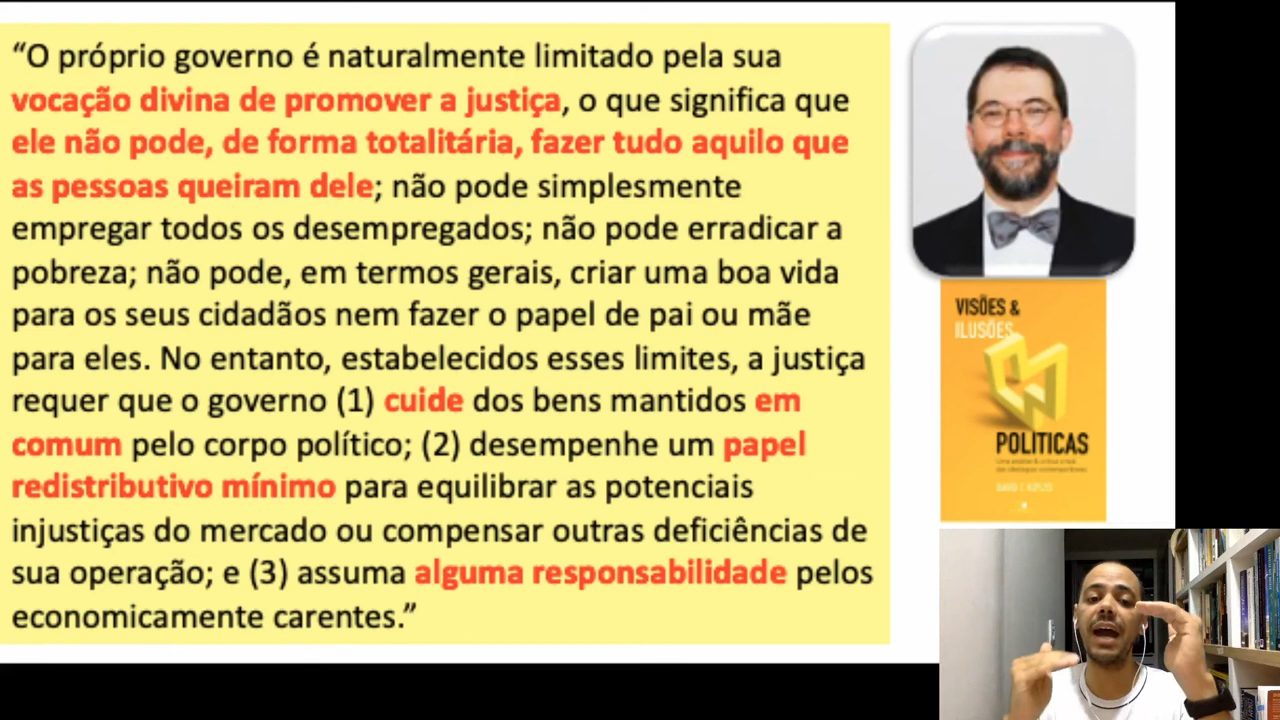 “O próprio governo é naturalmente limitado pela sua
vocação divina de promover a justiça, o que significa que
ele não pode, de forma totalitária, fazer tudo aquilo que
as pessoas queiram dele; não pode simplesmente
empregar todos os desempregados; não pode erradicar a
pobreza; não pode, em termos gerais, criar uma boa vida
para os seus cidadãos nem fazer o papel de pai ou mãe
para eles. No entanto, estabelecidos esses limites, a justiça
requer que o governo (1) cuide dos bens mantidos em
comum pelo corpo político; (2) desempenhe um papel
redistributivo mínimo para equilibrar as potenciais
injustiças do mercado ou compensar outras deficiências de
sua operação; e (3) assuma alguma responsabilidade pelos
economicamente carentes.”
VISÕES &
ILUSÕES
POLÍTICAS